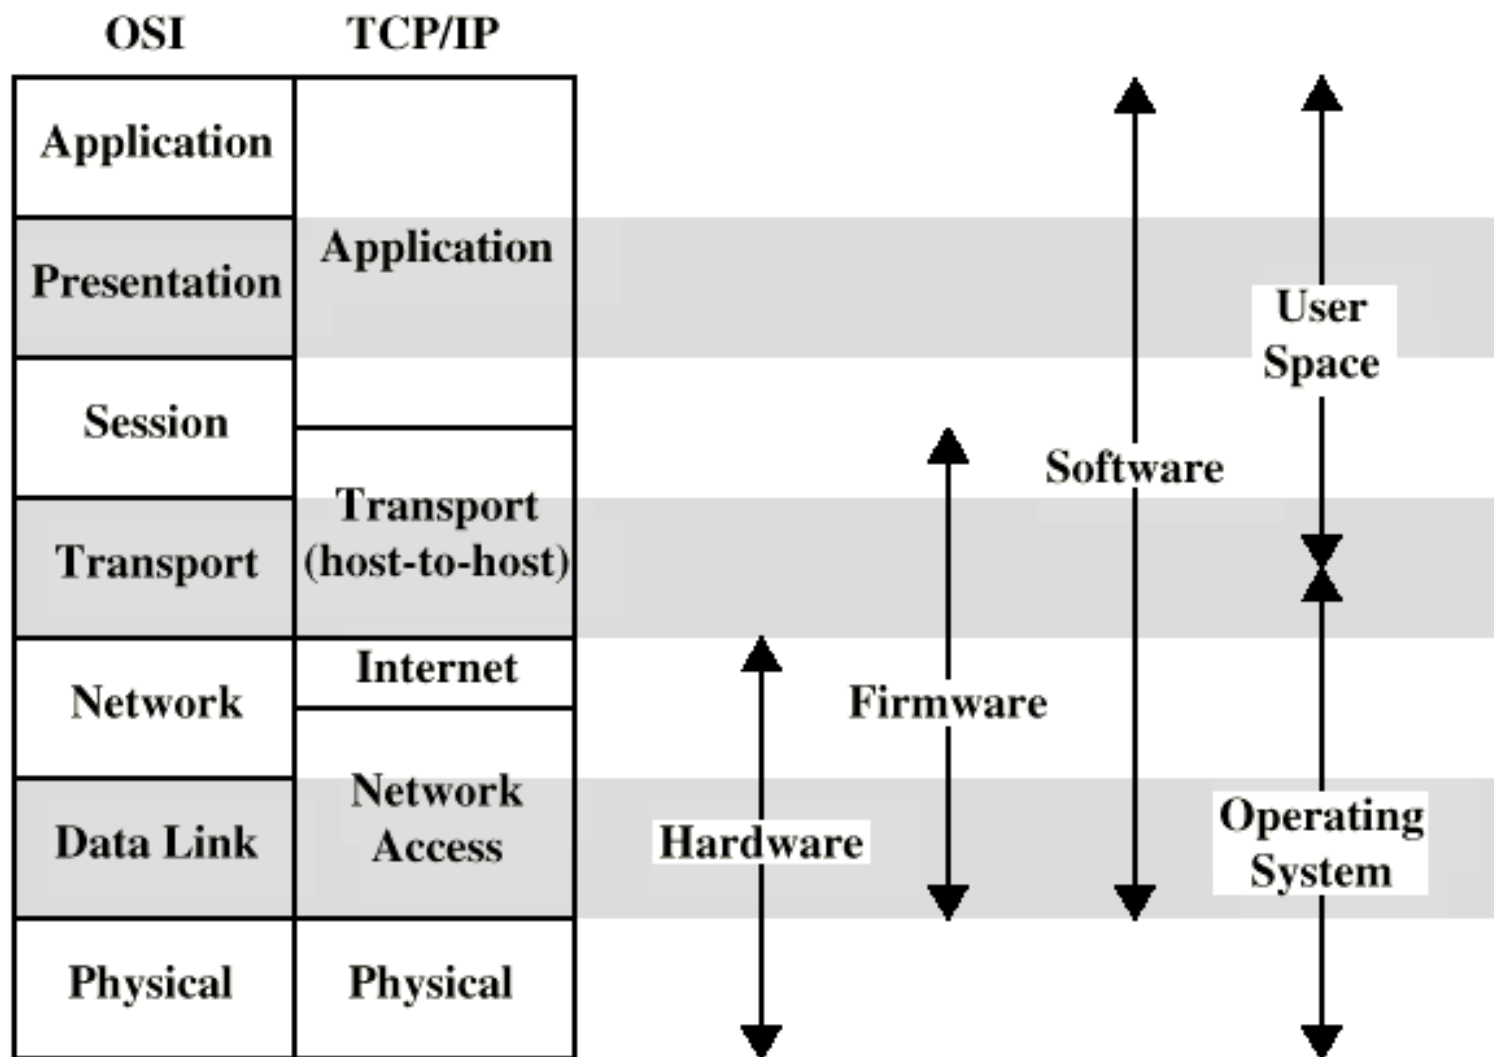 OSI
TCP/IP
Application
Presentation
Session
Transport
Network
Data Link
Physical
Application
Transport
(host-to-host)
Internet
Network
Access
Physical
Hardware
Firmware
Software
User
Space
Operating
System